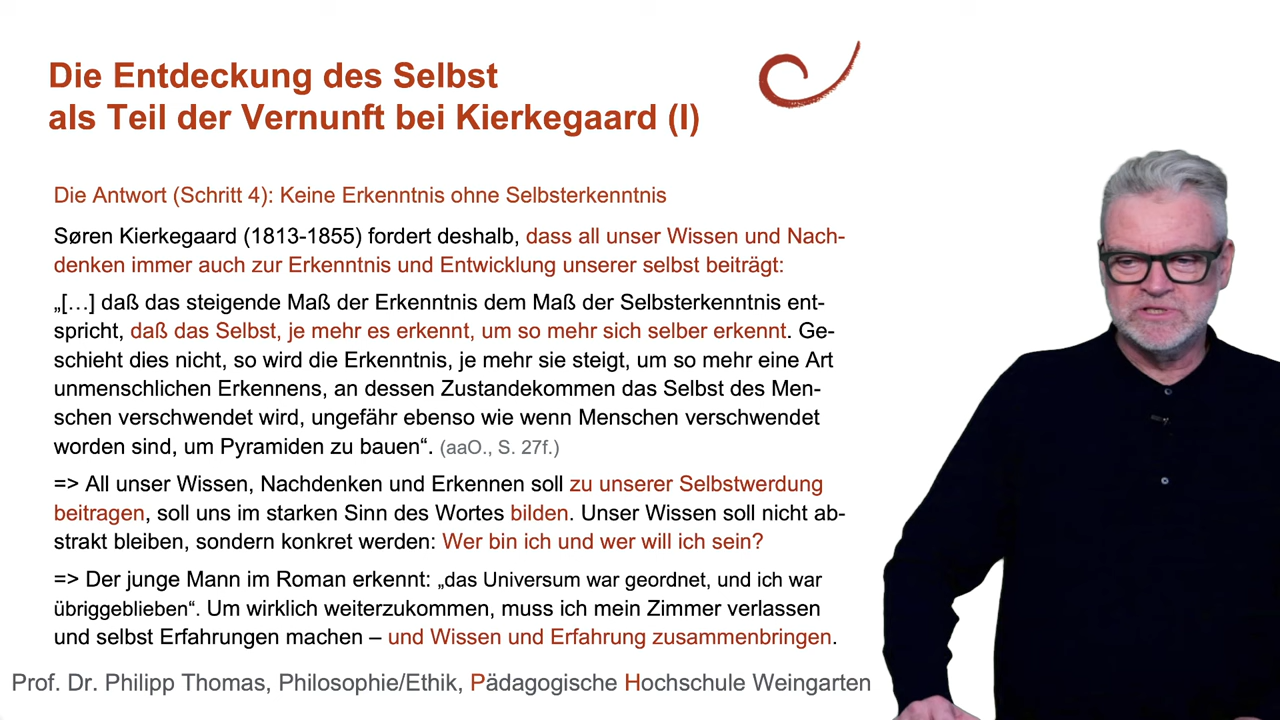 Die Entdeckung des Selbst
als Teil der Vernunft bei Kierkegaard (I)
Die Antwort (Schritt 4): Keine Erkenntnis ohne Selbsterkenntnis
Søren Kierkegaard (1813-1855) fordert deshalb, dass all unser Wissen und Nach-
denken immer auch zur Erkenntnis und Entwicklung unserer selbst beiträgt:
„[…] daß das steigende Maß der Erkenntnis dem Maß der Selbsterkenntnis ent-
spricht, daß das Selbst, je mehr es erkennt, um so mehr sich selber erkennt. Ge-
schieht dies nicht, so wird die Erkenntnis, je mehr sie steigt, um so mehr eine Art
unmenschlichen Erkennens, an dessen Zustandekommen das Selbst des Men-
schen verschwendet wird, ungefähr ebenso wie wenn Menschen verschwendet
worden sind, um Pyramiden zu bauen“. (aaO., S. 27f.)
=> All unser Wissen, Nachdenken und Erkennen soll zu unserer Selbstwerdung
beitragen, soll uns im starken Sinn des Wortes bilden. Unser Wissen soll nicht ab-
strakt bleiben, sondern konkret werden: Wer bin ich und wer will ich sein?
=> Der junge Mann im Roman erkennt: „das Universum war geordnet, und ich war
übriggeblieben“. Um wirklich weiterzukommen, muss ich mein Zimmer verlassen
und selbst Erfahrungen machen – und Wissen und Erfahrung zusammenbringen.
Prof. Dr. Philipp Thomas, Philosophie/Ethik, Pädagogische Hochschule Weingarten